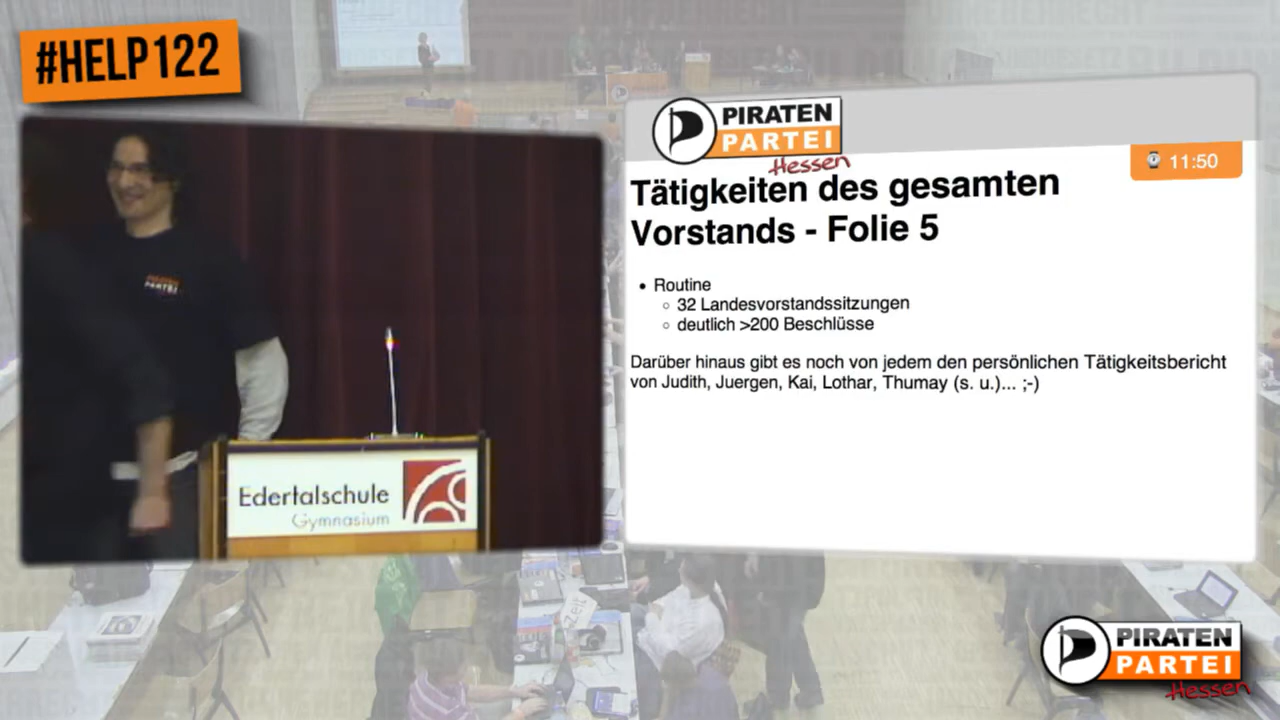 #HELP122
PIRATEN
PARTEI
Hessen
11:50
Tätigkeiten des gesamten
Vorstands - Folie 5
• Routine
◦ 32 Landesvorstandssitzungen
◦ deutlich >200 Beschlüsse
Darüber hinaus gibt es noch von jedem den persönlichen Tätigkeitsbericht
von Judith, Juergen, Kai, Lothar, Thumay (s. u.)... ;-)
PIRATEN
PARTEI
Edertalschule
Gymnasium
PIRATEN
PARTEI
Hessen